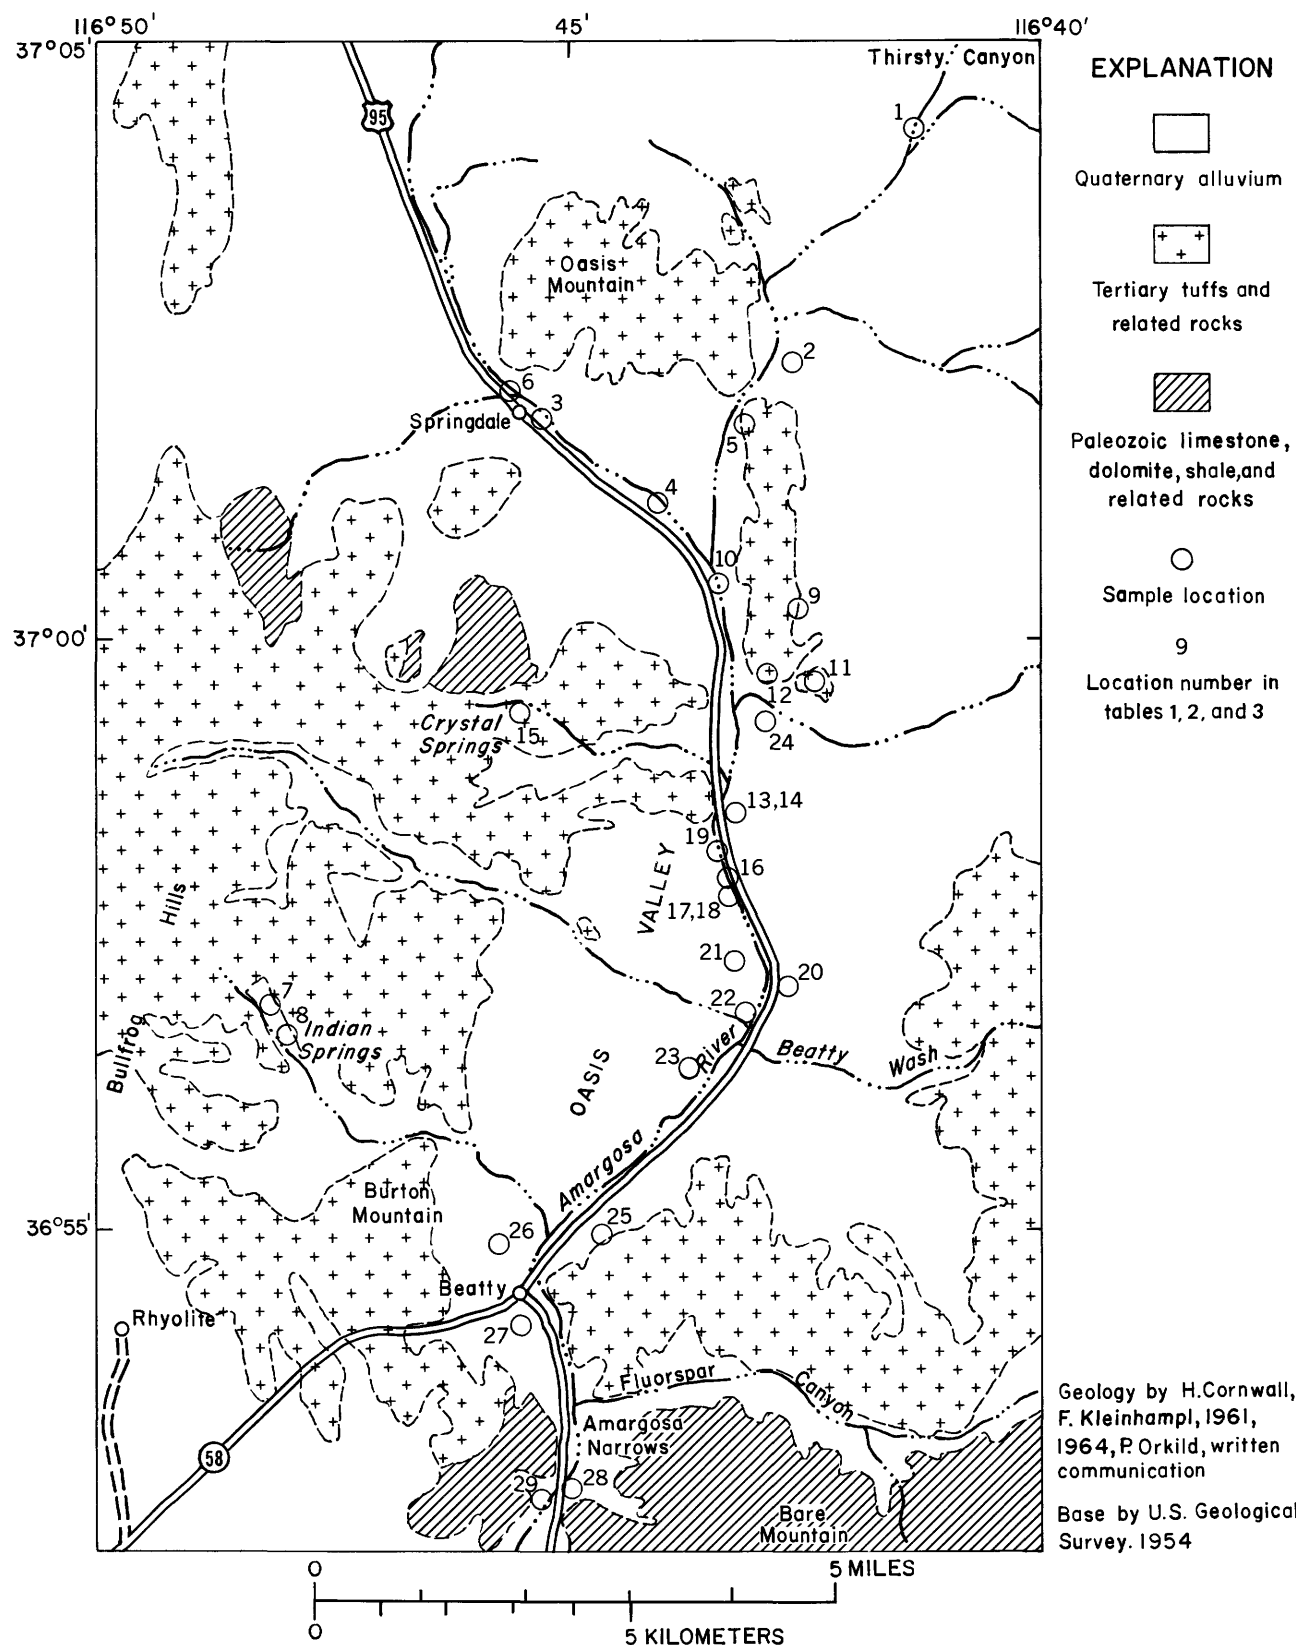 116°50'
45'
116°40'
37°05'
Thirsty. Canyon
EXPLANATION
95
1
Quaternary alluvium
Oasis
Mountain
Tertiary tuffs and
related rocks
2
6
3
Springdale
5
Paleozoic limestone,
dolomite, shale, and
related rocks
4
10
9
Sample location
37°00'
9
11
12
Location number in
tables 1, 2, and 3
Crystal
Springs
15
24
13,14
19
16
VALLEY
Hills
17,18
21
20
7
22
8
Indian
Springs
Bullfrog
River
Beatty
Wash
23
OASIS
Amargosa
Burton
Mountain
36°55'
26
25
Beatty
Rhyolite
27
Fluorspar
Canyon
Geology by H. Cornwall,
F. Kleinhampl, 1961,
1964, P. Orkild, written
communication
Amargosa
Narrows
58
29
28
Bare
Mountain
Base by U.S. Geological
Survey. 1954
0
5 MILES
0
5 KILOMETERS